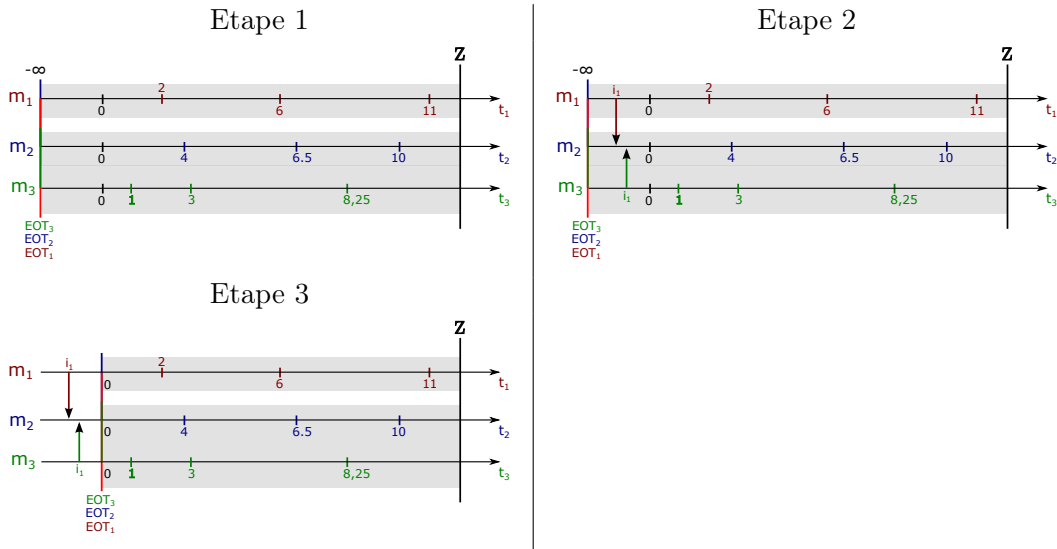 Etape 1
Z
-∞
m1 2 t1
0 6 11
m2 t2
0 4 6.5 10
m3 t3
0 1 3 8,25
EOT3
EOT2
EOT1
Etape 2
Z
-∞
m1 i1 2 t1
0 6 11
m2 t2
4 6.5 10
m3 t3
i1 0 1 3 8,25
EOT3
EOT2
EOT1
Etape 3
Z
m1 i1 2 t1
0 6 11
m2 t2
0 4 6.5 10
m3 t3
i1 0 1 3 8,25
EOT3
EOT2
EOT1